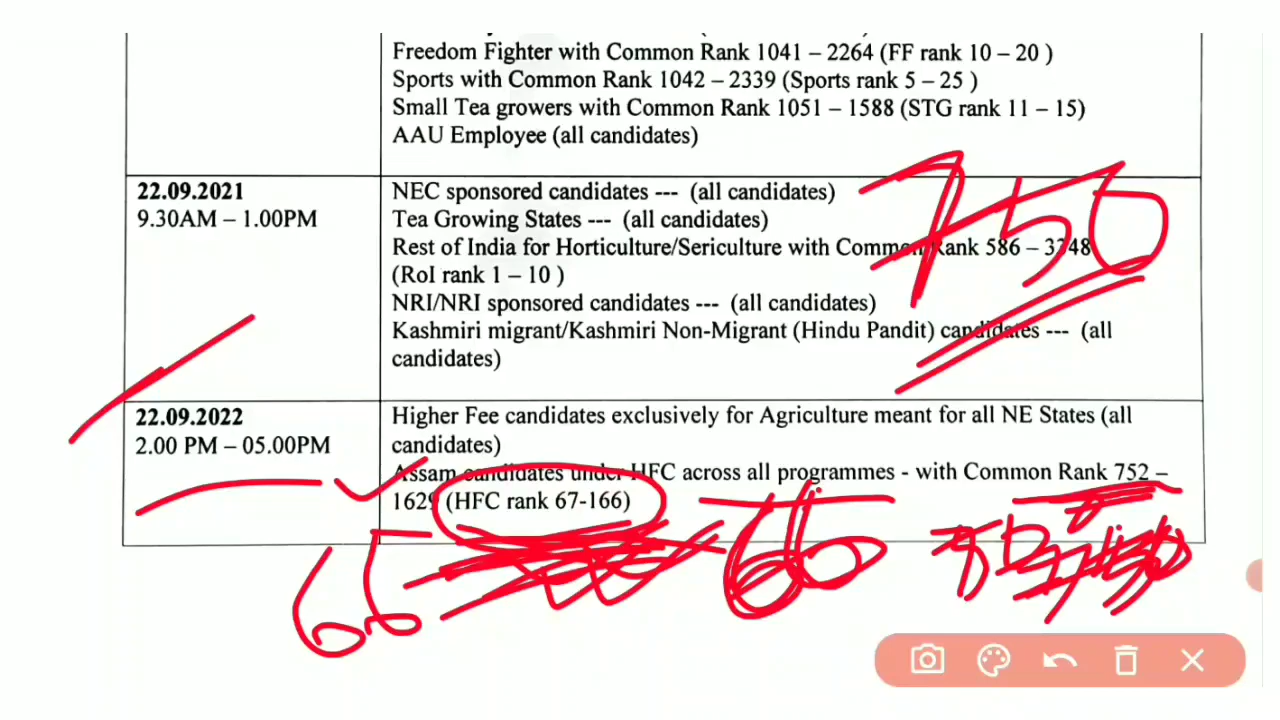 Freedom Fighter with Common Rank 1041 – 2264 (FF rank 10 – 20 )
Sports with Common Rank 1042 – 2339 (Sports rank 5 – 25 )
Small Tea growers with Common Rank 1051 – 1588 (STG rank 11 – 15)
AAU Employee (all candidates)
22.09.2021
9.30AM – 1.00PM
NEC sponsored candidates --- (all candidates)
Tea Growing States --- (all candidates)
Rest of India for Horticulture/Sericulture with Common Rank 586 – 3248
(RoI rank 1 – 10 )
NRI/NRI sponsored candidates --- (all candidates)
Kashmiri migrant/Kashmiri Non-Migrant (Hindu Pandit) candidates --- (all
candidates)
750
22.09.2022
2.00 PM – 05.00PM
Higher Fee candidates exclusively for Agriculture meant for all NE States (all
candidates)
Assam candidates under HFC across all programmes - with Common Rank 752 –
1629 (HFC rank 67-166)
66
66